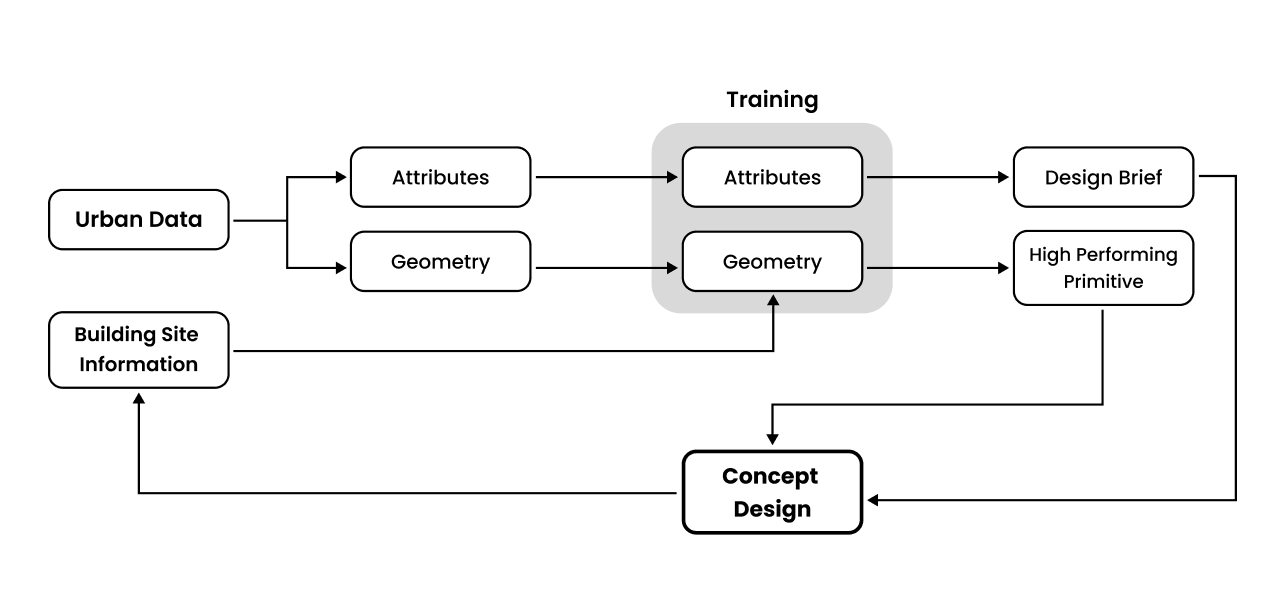 Training
Attributes
Attributes
Design Brief
Urban Data
Geometry
Geometry
High Performing
Primitive
Building Site
Information
Concept
Design